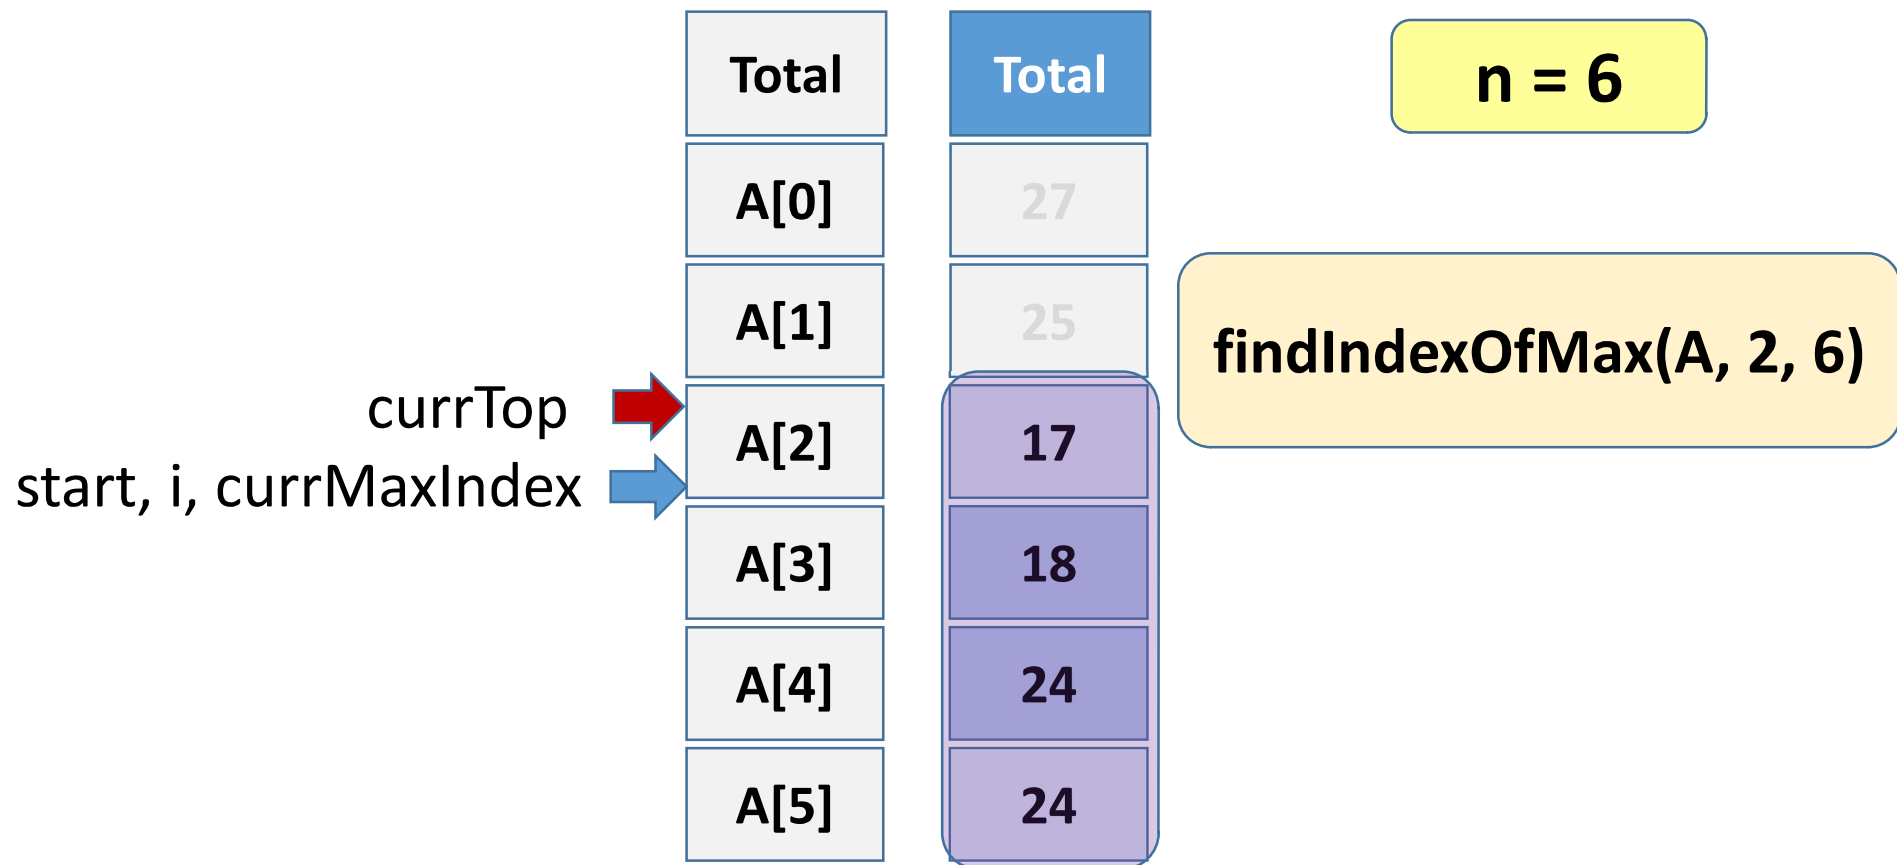 Total Total n = 6
A[0] 27
A[1] 25
findIndexOfMax(A, 2, 6)
currTop
A[2] 17
start, i, currMaxIndex
A[3] 18
A[4] 24
A[5] 24